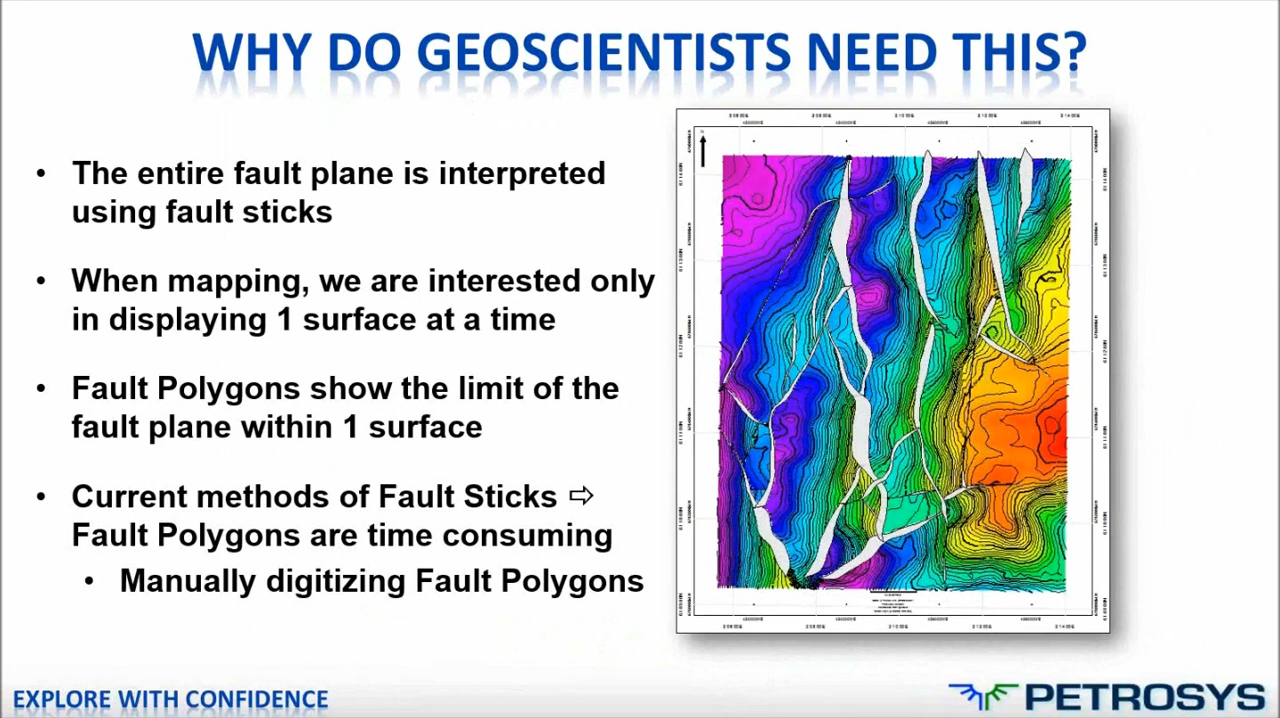 WHY DO GEOSCIENTISTS NEED THIS?
• The entire fault plane is interpreted
using fault sticks
• When mapping, we are interested only
in displaying 1 surface at a time
• Fault Polygons show the limit of the
fault plane within 1 surface
• Current methods of Fault Sticks ⇨
Fault Polygons are time consuming
• Manually digitizing Fault Polygons
EXPLORE WITH CONFIDENCE
PETROSYS